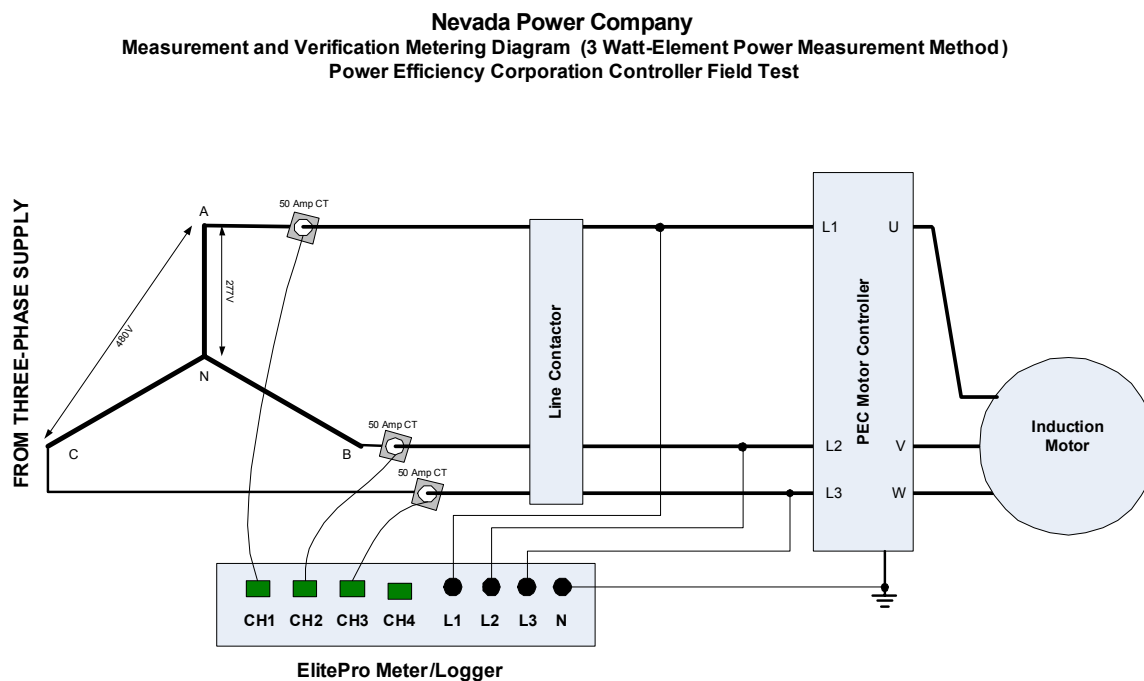 Nevada Power Company
Measurement and Verification Metering Diagram (3 Watt-Element Power Measurement Method)
Power Efficiency Corporation Controller Field Test
FROM THREE-PHASE SUPPLY
A
50 Amp CT
277V
480V
N
C
B
50 Amp CT
50 Amp CT
Line Contactor
L1
U
PEC Motor Controller
L2
V
L3
W
Induction
Motor
CH1
CH2
CH3
CH4
L1
L2
L3
N
ElitePro Meter/Logger